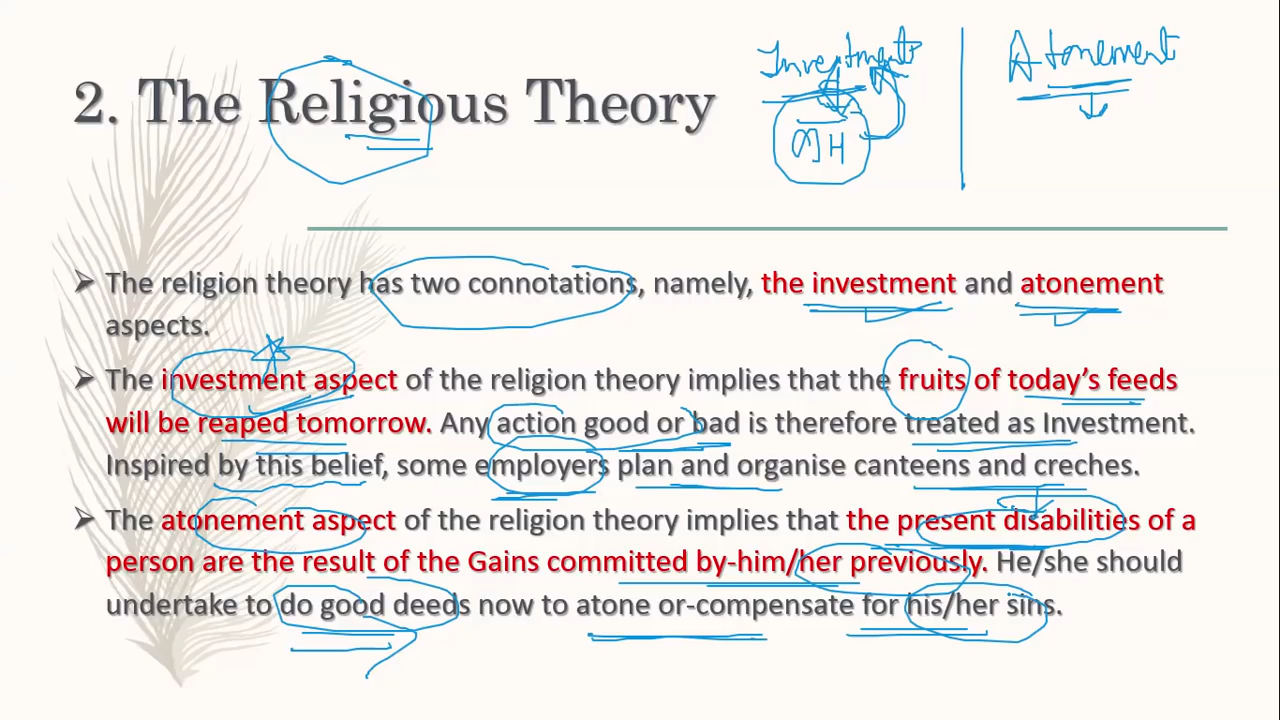 Investments
Atonement
2. The Religious Theory
MH
➢ The religion theory has two connotations, namely, the investment and atonement
aspects.
➢ The investment aspect of the religion theory implies that the fruits of today's feeds
will be reaped tomorrow. Any action good or bad is therefore treated as Investment.
Inspired by this belief, some employers plan and organise canteens and creches.
➢ The atonement aspect of the religion theory implies that the present disabilities of a
person are the result of the Gains committed by-him/her previously. He/she should
undertake to do good deeds now to atone or-compensate for his/her sins.